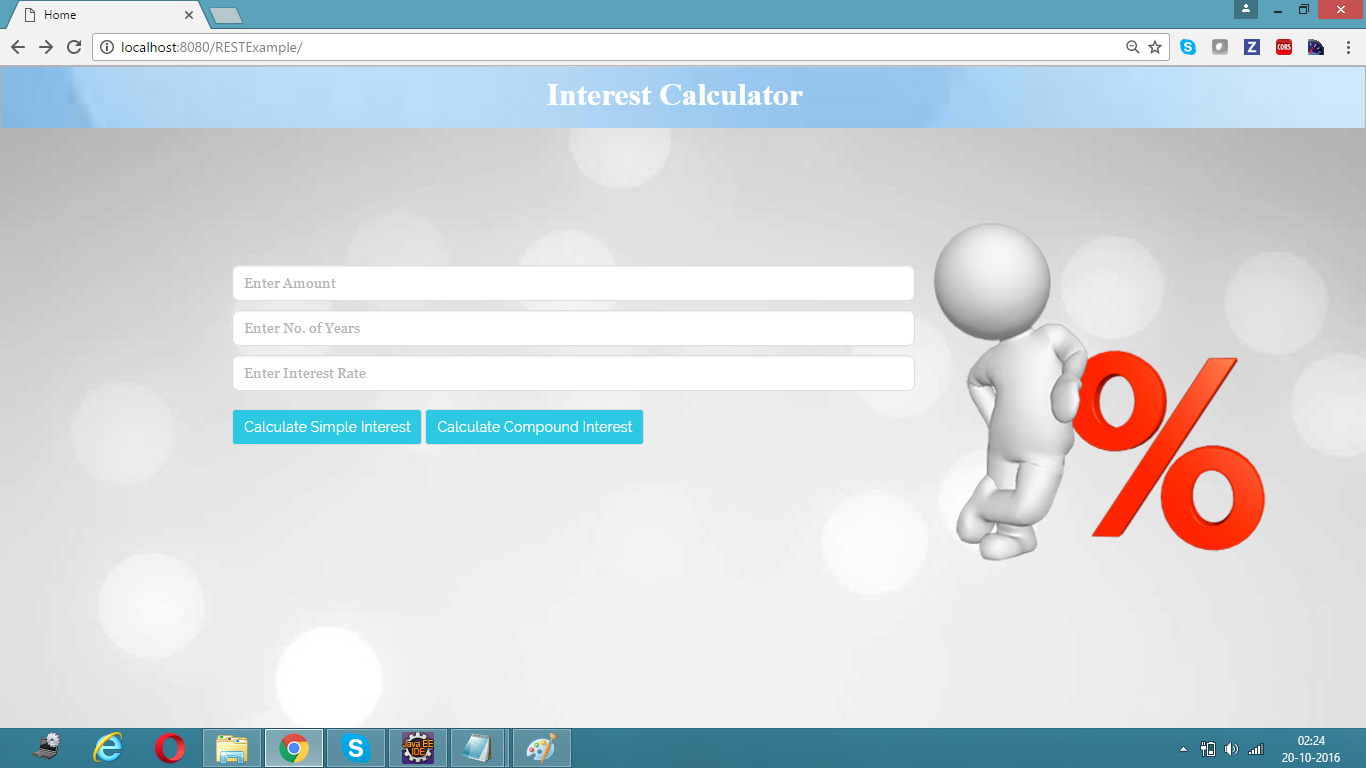 Home
localhost:8080/RESTExample/
Z
CORS
Interest Calculator
Enter Amount
Enter No. of Years
Enter Interest Rate
Calculate Simple Interest Calculate Compound Interest
%
Java EE
IDE
02:24
20-10-2016